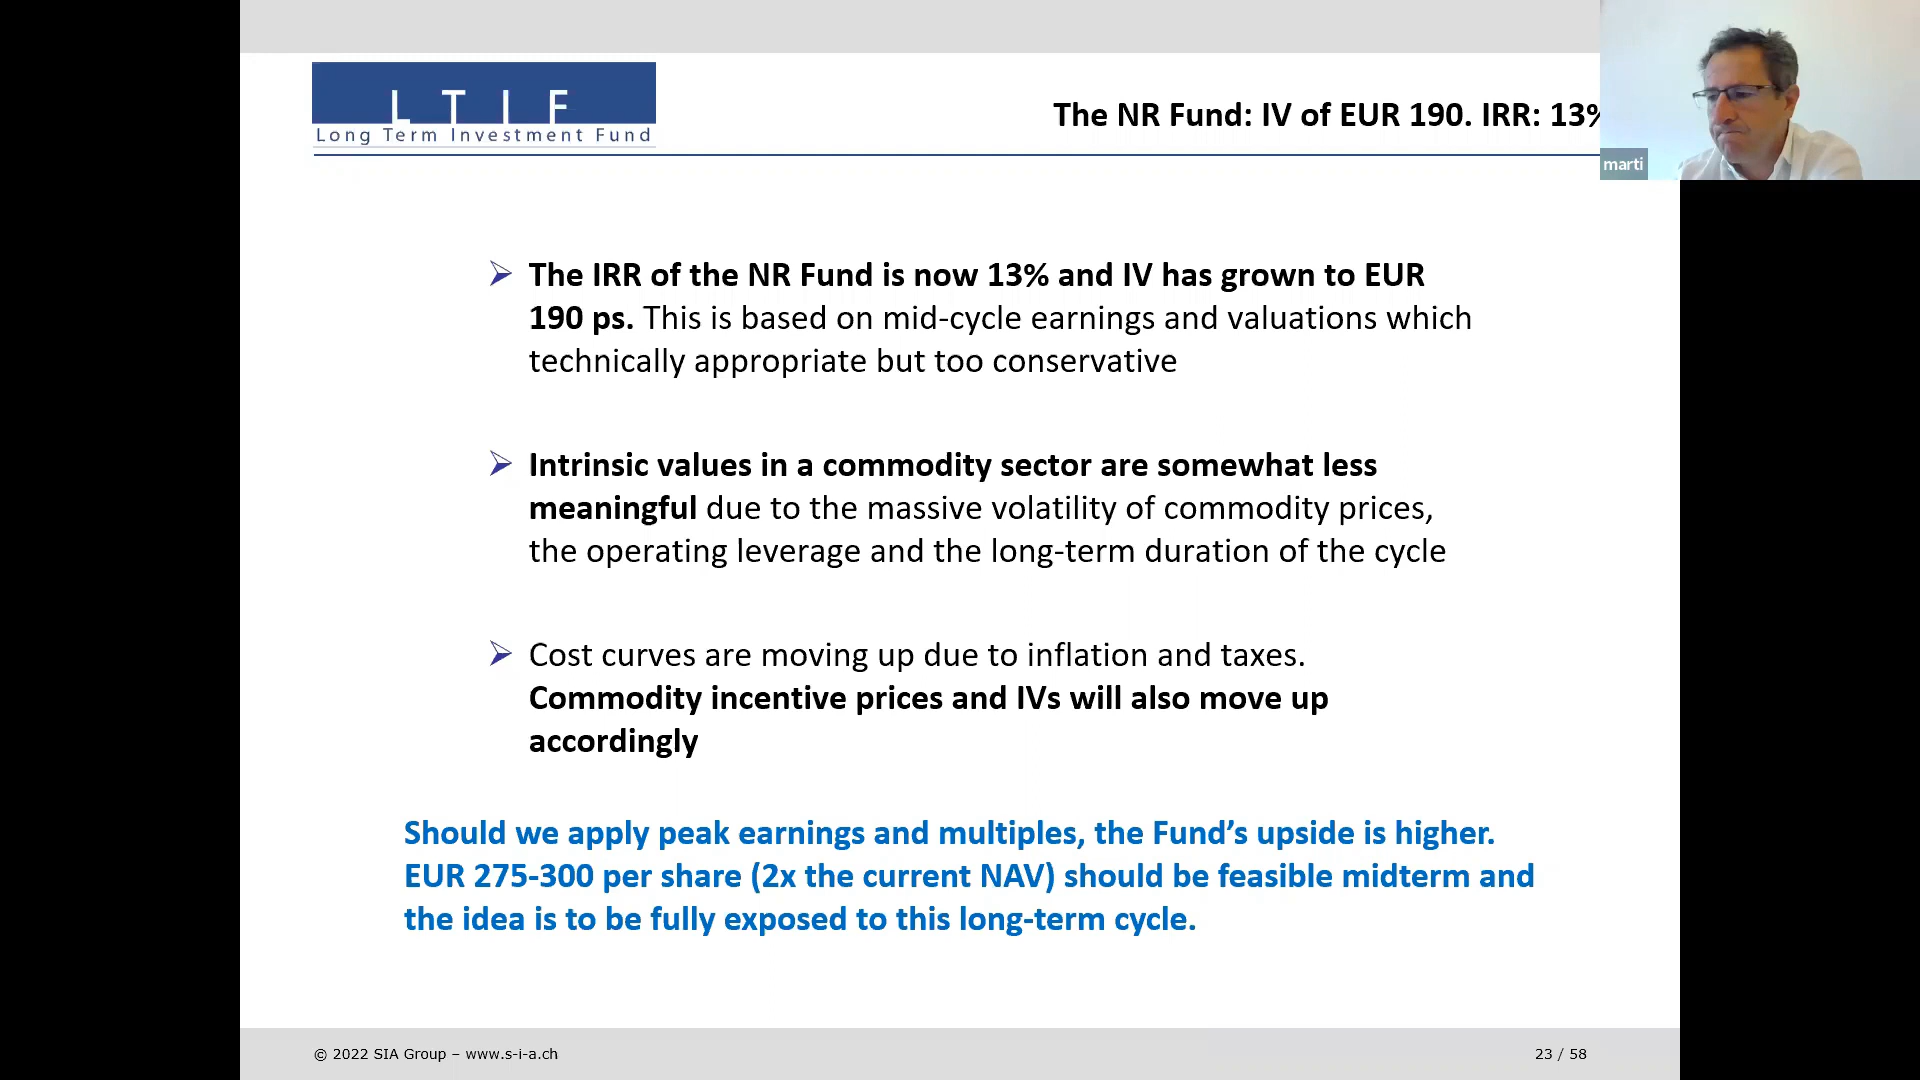 LTIF
Long Term Investment Fund
The NR Fund: IV of EUR 190. IRR: 13%
marti
The IRR of the NR Fund is now 13% and IV has grown to EUR
190 ps. This is based on mid-cycle earnings and valuations which
technically appropriate but too conservative
Intrinsic values in a commodity sector are somewhat less
meaningful due to the massive volatility of commodity prices,
the operating leverage and the long-term duration of the cycle
Cost curves are moving up due to inflation and taxes.
Commodity incentive prices and IVs will also move up
accordingly
Should we apply peak earnings and multiples, the Fund’s upside is higher.
EUR 275-300 per share (2x the current NAV) should be feasible midterm and
the idea is to be fully exposed to this long-term cycle.
© 2022 SIA Group – www.s-i-a.ch
23 / 58